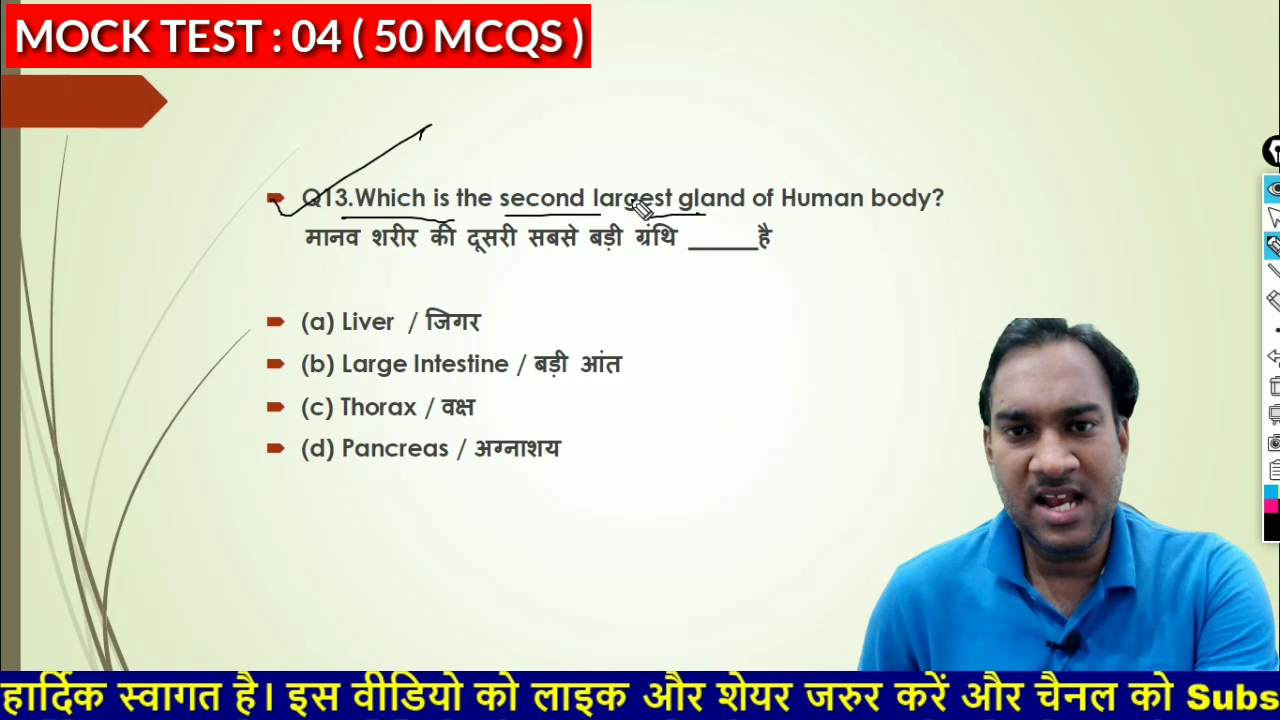 MOCK TEST : 04 ( 50 MCQS )
Q13.Which is the second largest gland of Human body?
मानव शरीर की दूसरी सबसे बड़ी ग्रंथि ______है
(a) Liver / जिगर
(b) Large Intestine / बड़ी आंत
(c) Thorax / वक्ष
(d) Pancreas / अग्नाशय
हार्दिक स्वागत है। इस वीडियो को लाइक और शेयर जरुर करें और चैनल को Subs